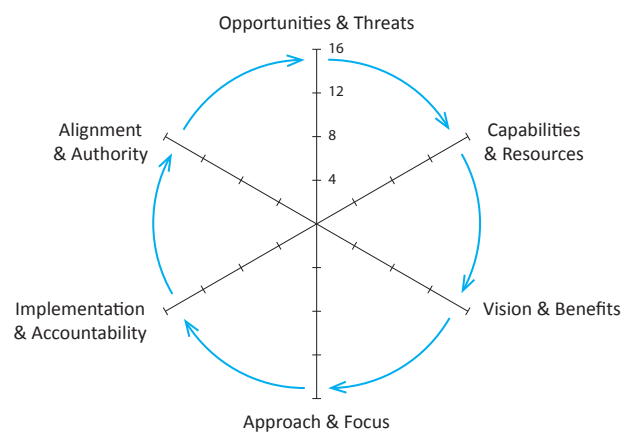 Opportunities & Threats
16
12
8
4
Alignment
& Authority
Capabilities
& Resources
Implementation
& Accountability
Vision & Benefits
Approach & Focus